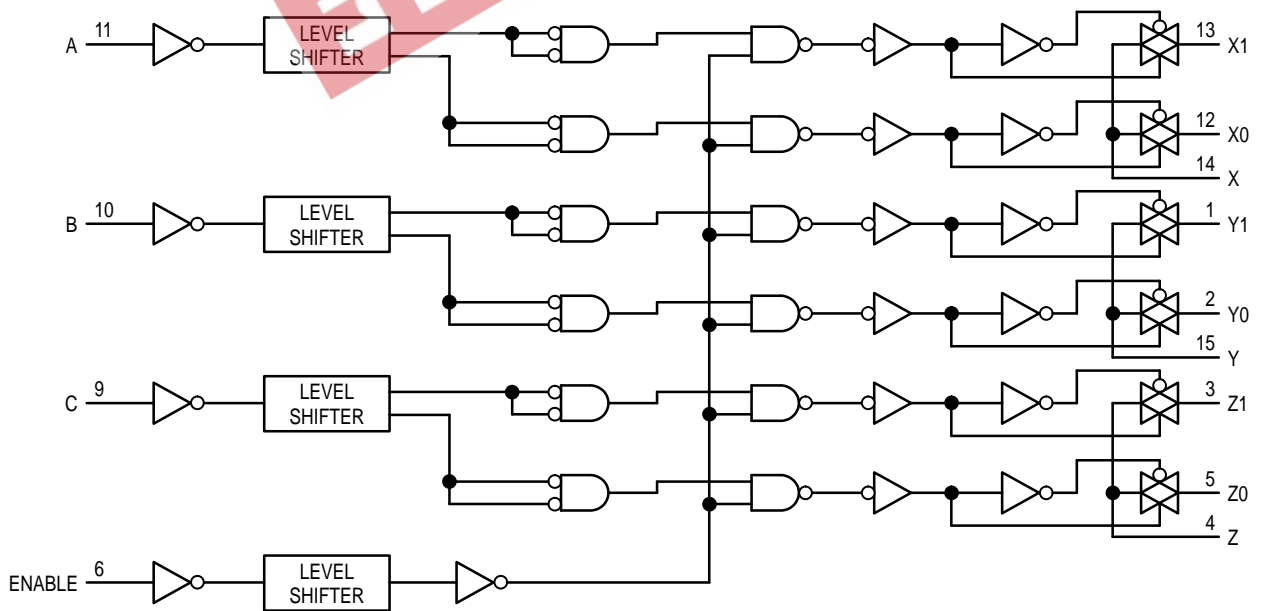 A 11
LEVEL
SHIFTER
13 X1
12 X0
14 X
B 10
LEVEL
SHIFTER
1 Y1
2 Y0
15 Y
C 9
LEVEL
SHIFTER
3 Z1
5 Z0
4 Z
ENABLE 6
LEVEL
SHIFTER